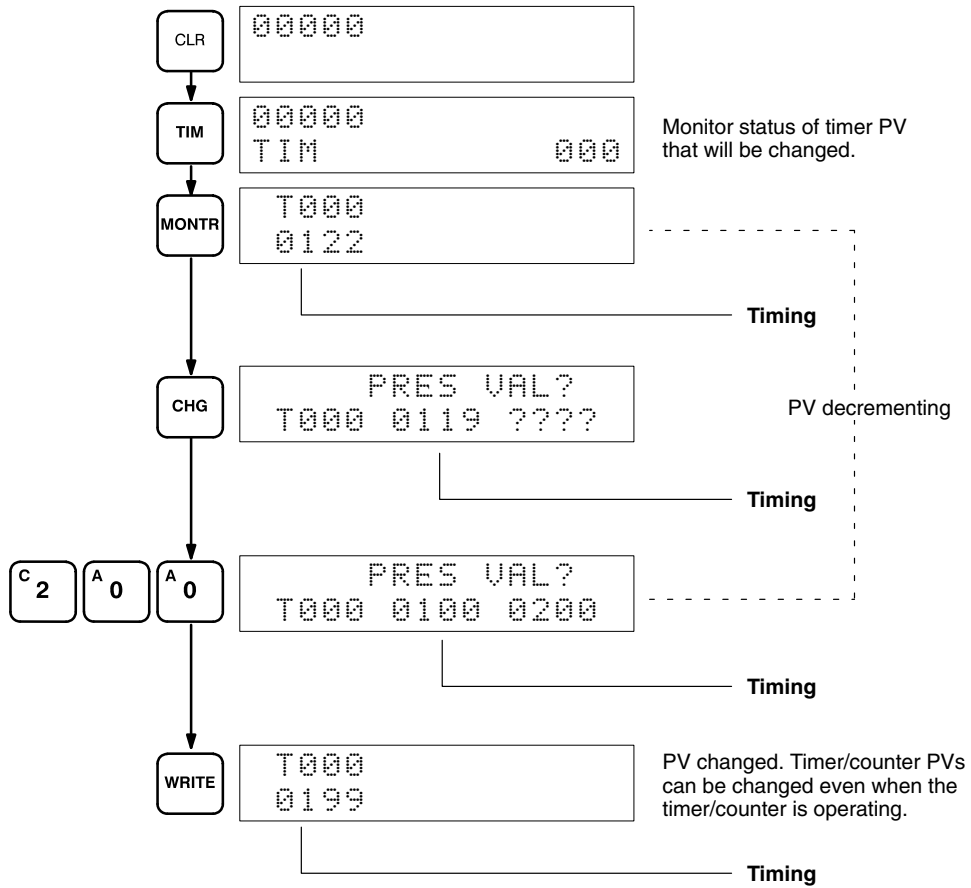 CLR
00000
TIM
00000
TIM 000
Monitor status of timer PV
that will be changed.
MONTR
T000
0122
Timing
CHG
PRES VAL?
T000 0119 ????
PV decrementing
Timing
C 2 A 0 A 0
PRES VAL?
T000 0100 0200
Timing
WRITE
T000
0199
PV changed. Timer/counter PVs
can be changed even when the
timer/counter is operating.
Timing